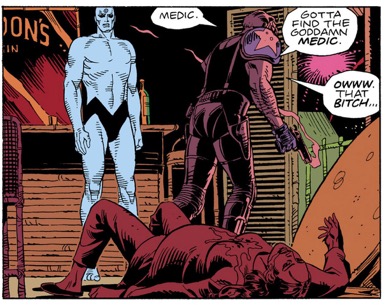 DON'S
IN
MEDIC.
GOTTA
FIND THE
GODDAMN
MEDIC.
OWWW.
THAT
BITCH...